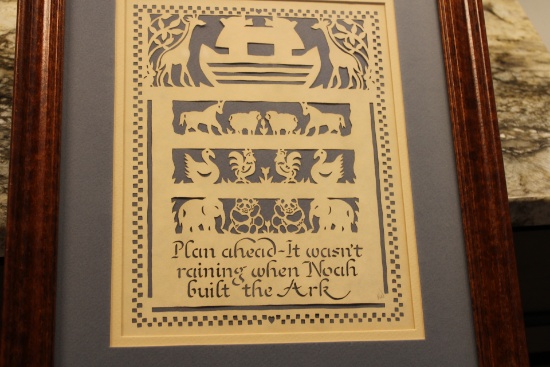 Plan ahead-It wasn't
raining when Noah
built the Ark